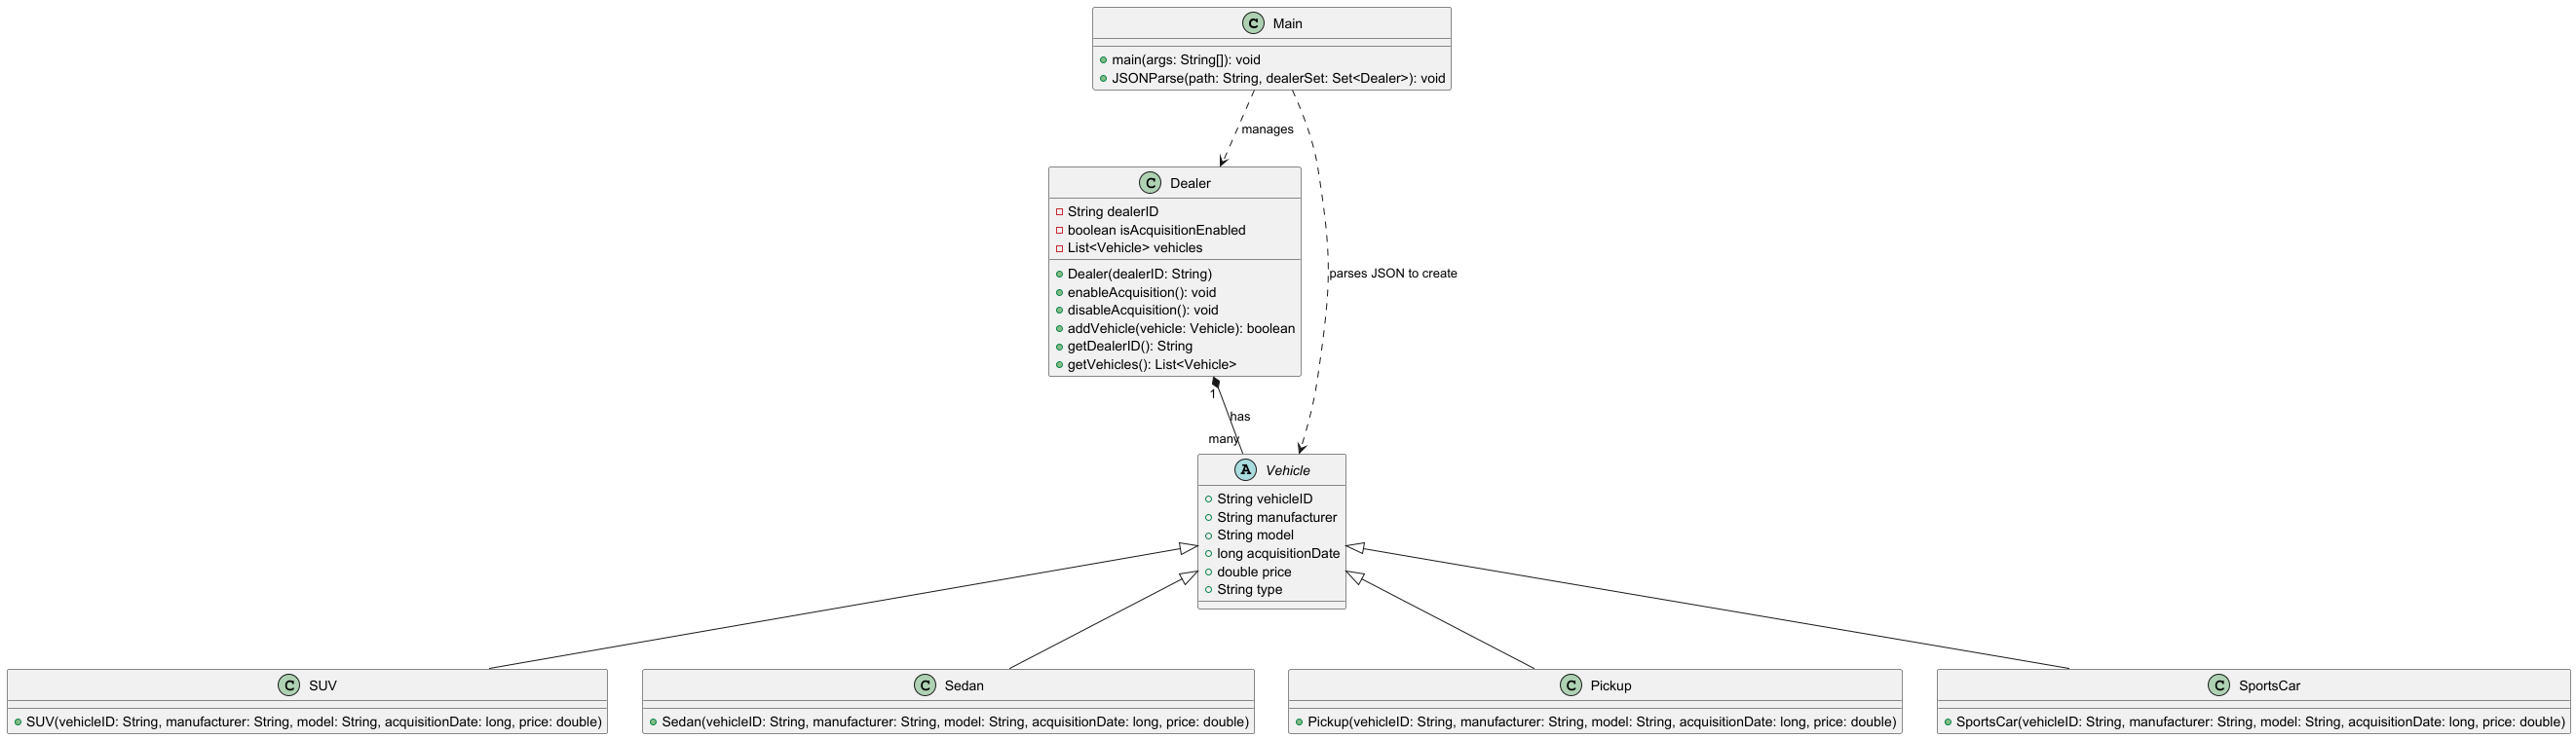 C Main
main(args: String[]): void
JSONParse(path: String, dealerSet: Set<Dealer>): void
manages
C Dealer
String dealerID
boolean isAcquisitionEnabled
List<Vehicle> vehicles
Dealer(dealerID: String)
enableAcquisition(): void
disableAcquisition(): void
addVehicle(vehicle: Vehicle): boolean
getDealerID(): String
getVehicles(): List<Vehicle>
parses JSON to create
1
has
many
A Vehicle
String vehicleID
String manufacturer
String model
long acquisitionDate
double price
String type
C SUV
SUV(vehicleID: String, manufacturer: String, model: String, acquisitionDate: long, price: double)
C Sedan
Sedan(vehicleID: String, manufacturer: String, model: String, acquisitionDate: long, price: double)
C Pickup
Pickup(vehicleID: String, manufacturer: String, model: String, acquisitionDate: long, price: double)
C SportsCar
SportsCar(vehicleID: String, manufacturer: String, model: String, acquisitionDate: long, price: double)